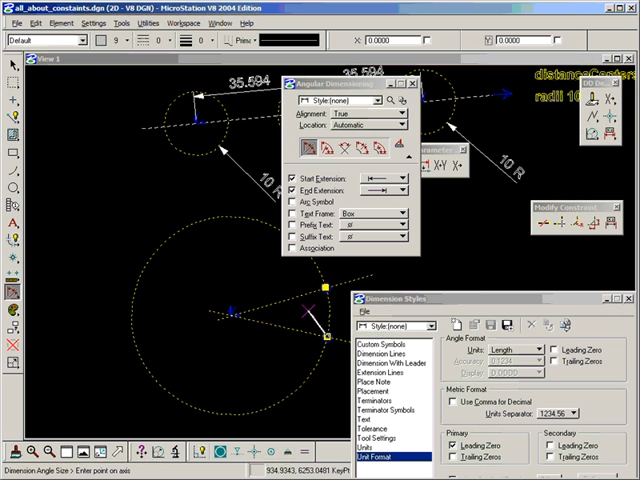 all_about_constaints.dgn (2D - V8 DGN) - MicroStation V8 2004 Edition
File Edit Element Settings Tools Utilities Workspace Window Help
Default 9 0 0 Prima X: 0.0000 Y: 0.0000
View 1
35.594
distanceCenters
radii 10
10 R
10 R
Angular Dimensioning
Style:(none)
Alignment: True
Location: Automatic
Start Extension:
End Extension:
Arc Symbol
Text Frame: Box
Prefix Text:
Suffix Text:
Association
DD De
arameter
X+Y
Modify Constraint
Dimension Styles
File
Style:(none)
Custom Symbols
Dimension Lines
Dimension With Leader
Extension Lines
Place Note
Placement
Terminators
Terminator Symbols
Text
Tolerance
Tool Settings
Units
Unit Format
Angle Format
Units: Length Leading Zero
Accuracy: 0.1234 Trailing Zeros
Display: D.DDDD
Metric Format
Use Comma for Decimal
Units Separator: 1234.56
Primary Secondary
Leading Zero Leading Zero
Trailing Zeros Trailing Zeros
Dimension Angle Size > Enter point on axis 934.9343, 6253.0481 KeyPt